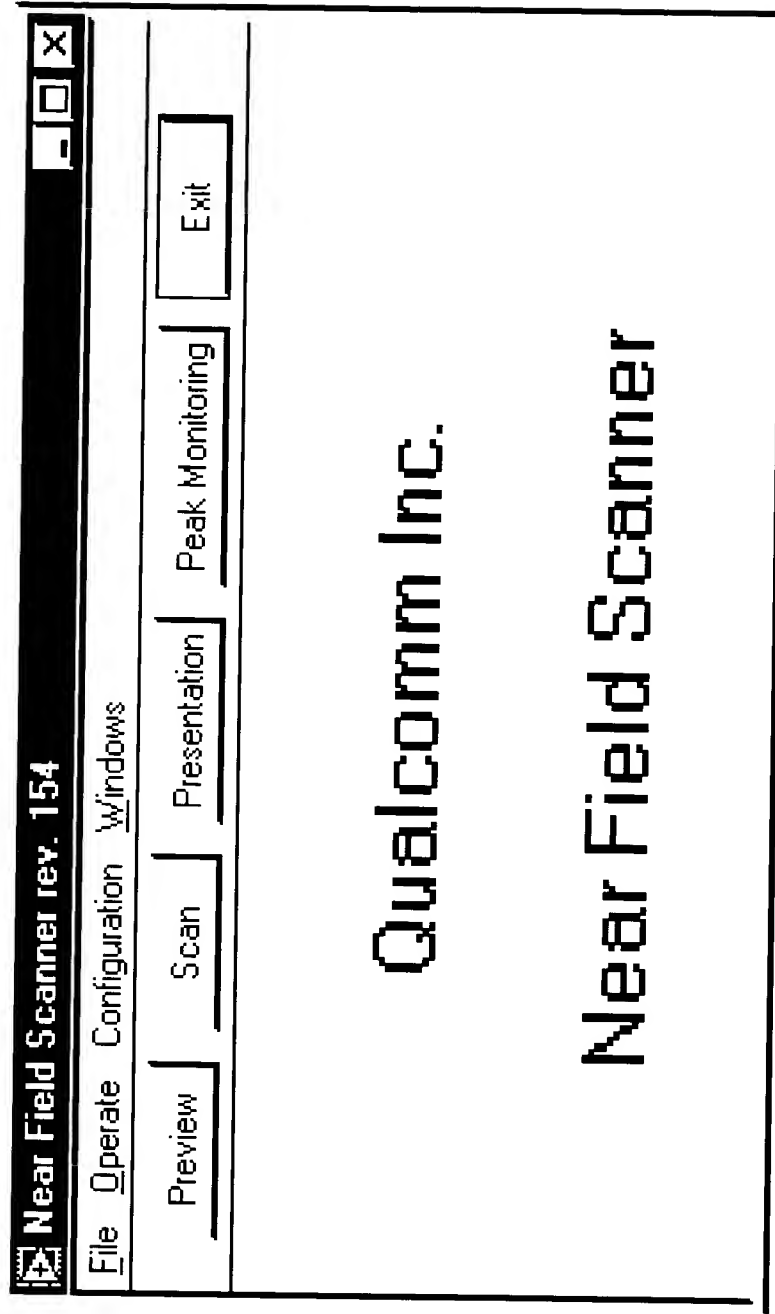 Near Field Scanner rev. 154
File Operate Configuration Windows
Preview Scan Presentation Peak Monitoring Exit
Qualcomm Inc.
Near Field Scanner